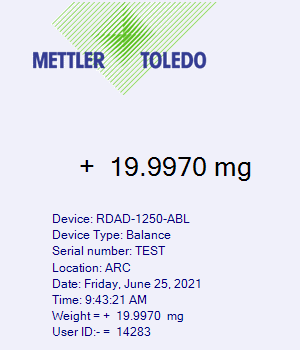 METTLER TOLEDO
+ 19.9970 mg
Device: RDAD-1250-ABL
Device Type: Balance
Serial number: TEST
Location: ARC
Date: Friday, June 25, 2021
Time: 9:43:21 AM
Weight = + 19.9970 mg
User ID:- = 14283